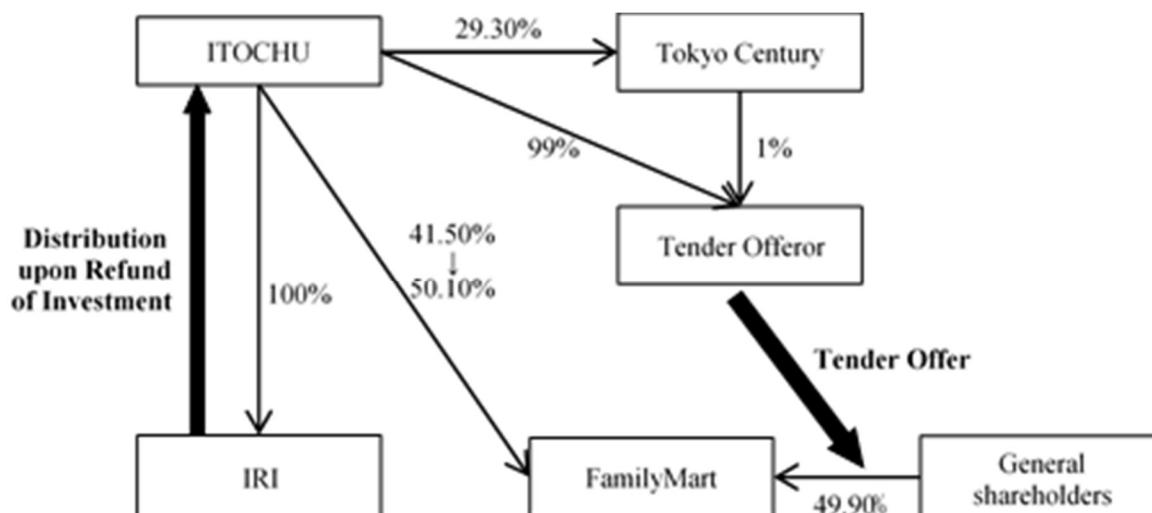 29.30%
ITOCHU
Tokyo Century
99%
1%
Distribution
upon Refund
of Investment
41.50%
↓
50.10%
100%
Tender Offeror
Tender Offer
IRI
FamilyMart
49.90%
General
shareholders